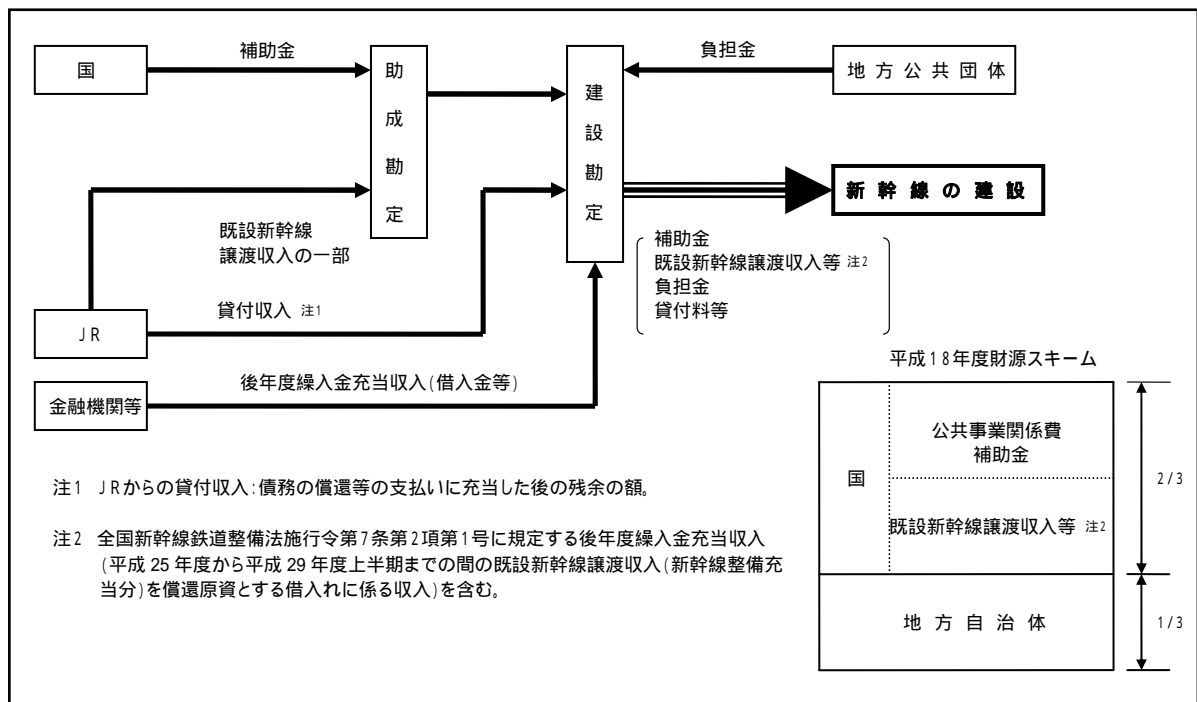 国
補助金
助成勘定
建設勘定
負担金
地方公共団体
新幹線の建設
既設新幹線
譲渡収入の一部
貸付収入 注1
JR
後年度繰入金充当収入(借入金等)
金融機関等
補助金
既設新幹線譲渡収入等 注2
負担金
貸付料等
平成18年度財源スキーム
国
公共事業関係費
補助金
既設新幹線譲渡収入等 注2
2/3
地方自治体
1/3
注1 JRからの貸付収入:債務の償還等の支払いに充当した後の残余の額。
注2 全国新幹線鉄道整備法施行令第7条第2項第1号に規定する後年度繰入金充当収入
(平成25年度から平成29年度上半期までの間の既設新幹線譲渡収入(新幹線整備充
当分)を償還原資とする借入れに係る収入)を含む。